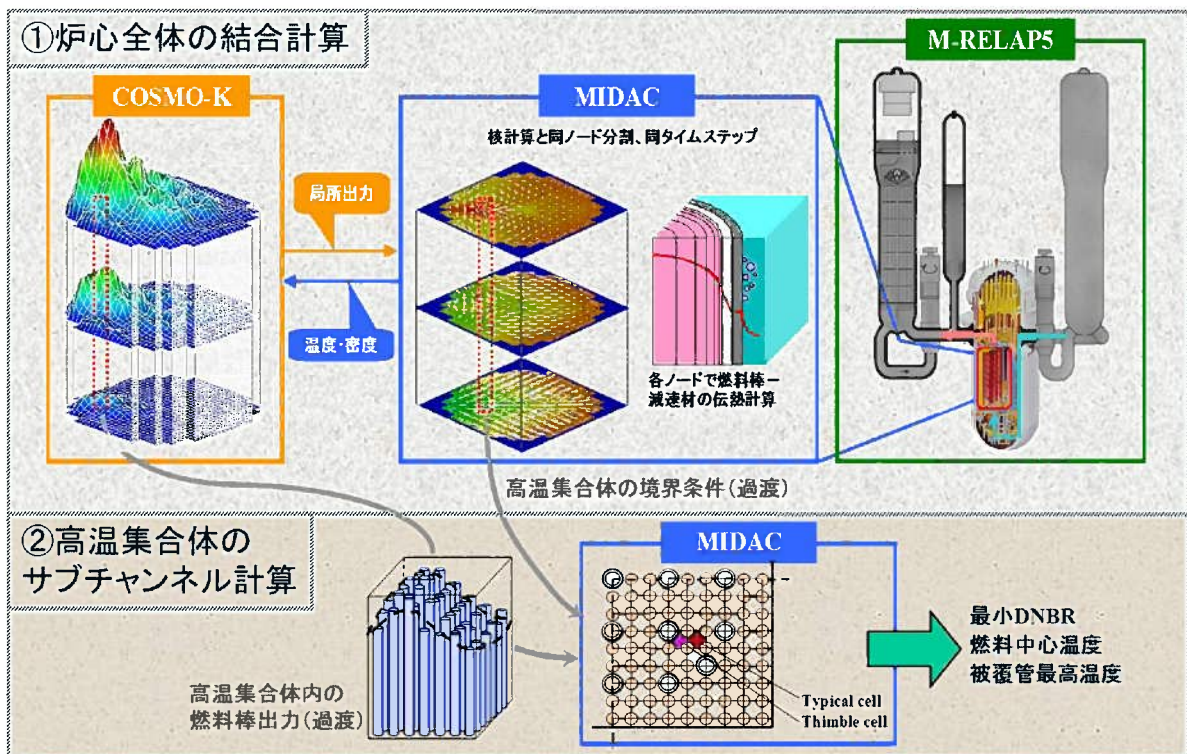 ①炉心全体の結合計算
COSMO-K
MIDAC
M-RELAP5
核計算と同ノード分割、同タイムステップ
局所出力
温度・密度
各ノードで燃料棒－
減速材の伝熱計算
高温集合体の境界条件(過渡)
②高温集合体の
サブチャンネル計算
MIDAC
高温集合体内の
燃料棒出力(過渡)
Typical cell
Thimble cell
最小DNBR
燃料中心温度
被覆管最高温度